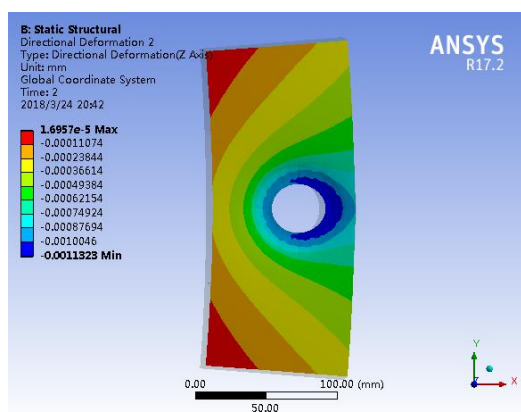 B: Static Structural
Directional Deformation 2
Type: Directional Deformation(Z Axis)
Unit: mm
Global Coordinate System
Time: 2
2018/3/24 20:42
ANSYS
R17.2
1.6957e-5 Max
-0.00011074
-0.00023844
-0.00036614
-0.00049384
-0.00062154
-0.00074924
-0.00087694
-0.0010046
-0.0011323 Min
0.00
100.00 (mm)
50.00
Y
Z
X